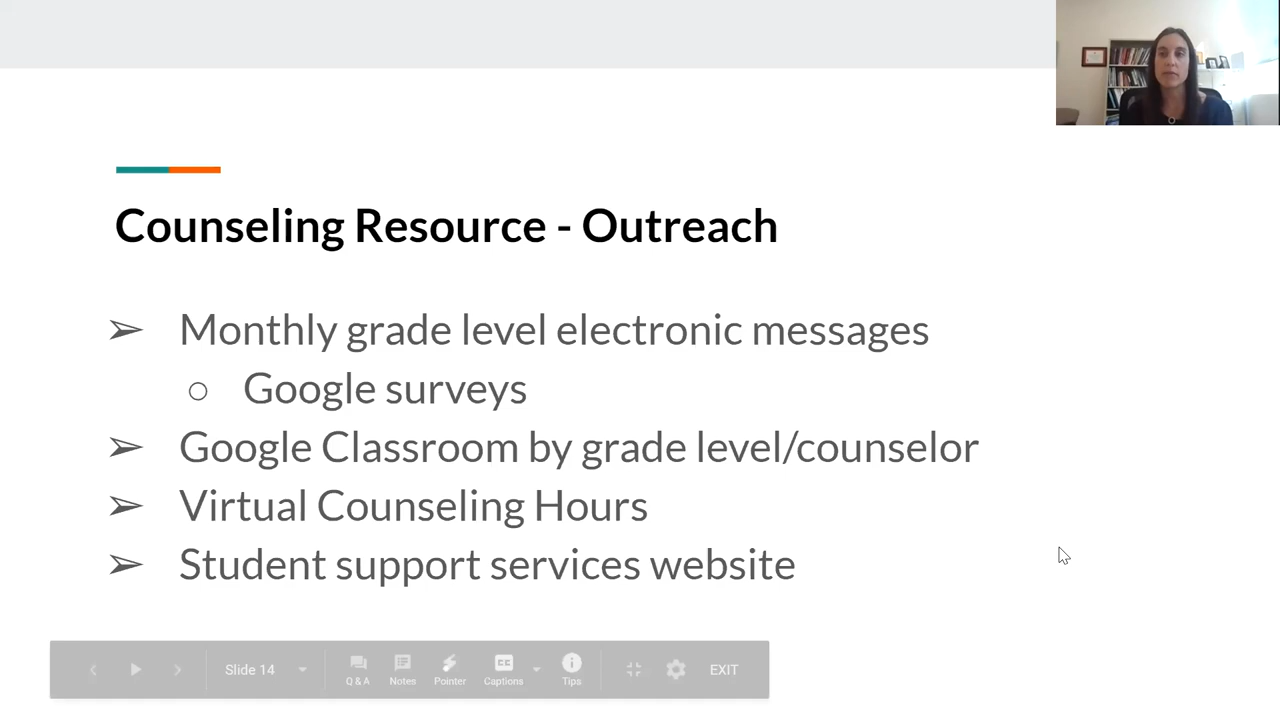 Counseling Resource - Outreach
➢ Monthly grade level electronic messages
○ Google surveys
➢ Google Classroom by grade level/counselor
➢ Virtual Counseling Hours
➢ Student support services website
Slide 14
Q & A
Notes
Pointer
CC
Captions
Tips
EXIT